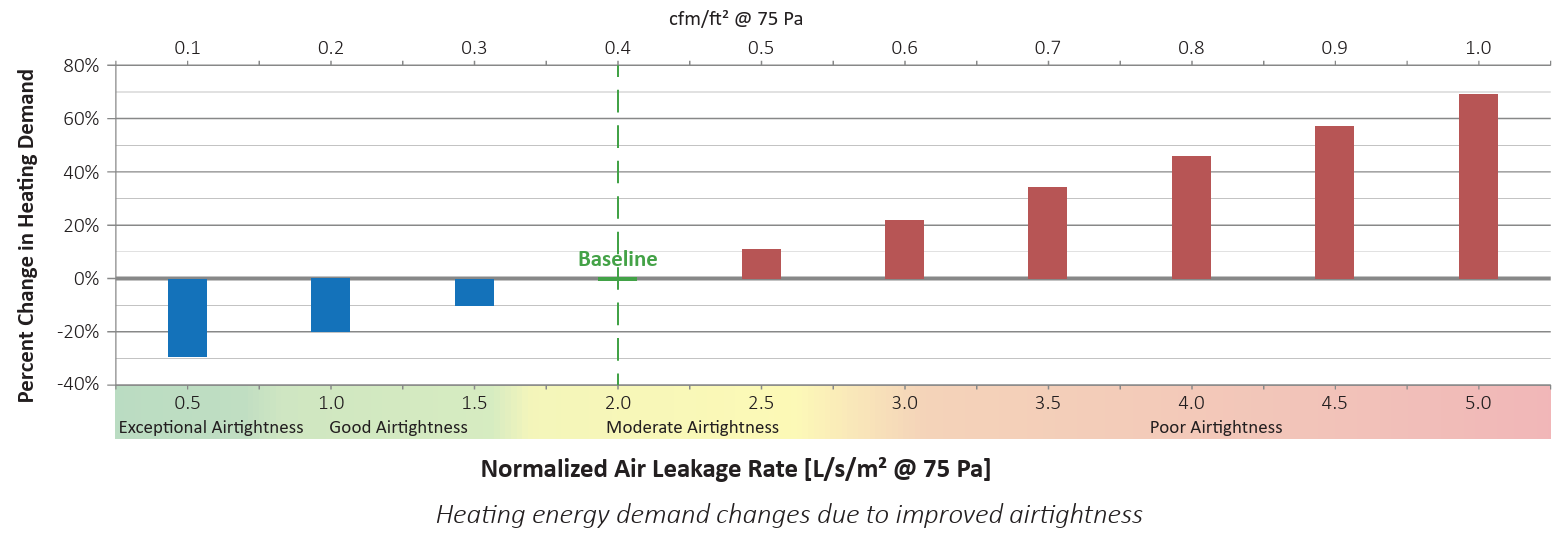 cfm/ft² @ 75 Pa
0.1 0.2 0.3 0.4 0.5 0.6 0.7 0.8 0.9 1.0
Percent Change in Heating Demand
80%
60%
40%
20%
0%
-20%
-40%
Baseline
0.5 1.0 1.5 2.0 2.5 3.0 3.5 4.0 4.5 5.0
Exceptional Airtightness Good Airtightness Moderate Airtightness Poor Airtightness
Normalized Air Leakage Rate [L/s/m² @ 75 Pa]
Heating energy demand changes due to improved airtightness